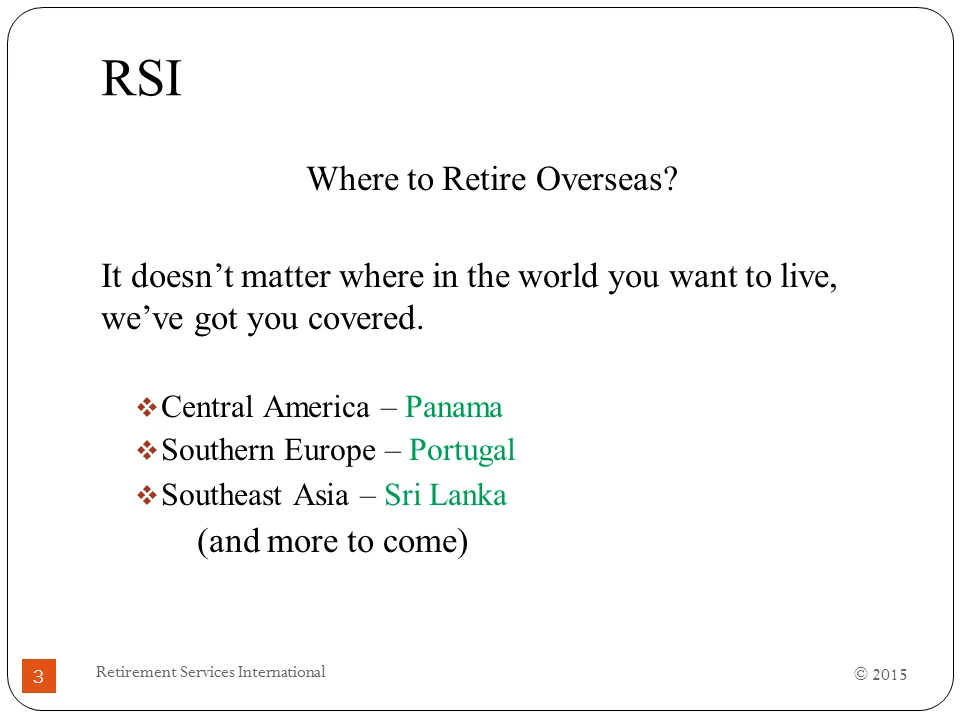 RSI
Where to Retire Overseas?
It doesn’t matter where in the world you want to live,
we’ve got you covered.
❖ Central America – Panama
❖ Southern Europe – Portugal
❖ Southeast Asia – Sri Lanka
(and more to come)
3
Retirement Services International
© 2015